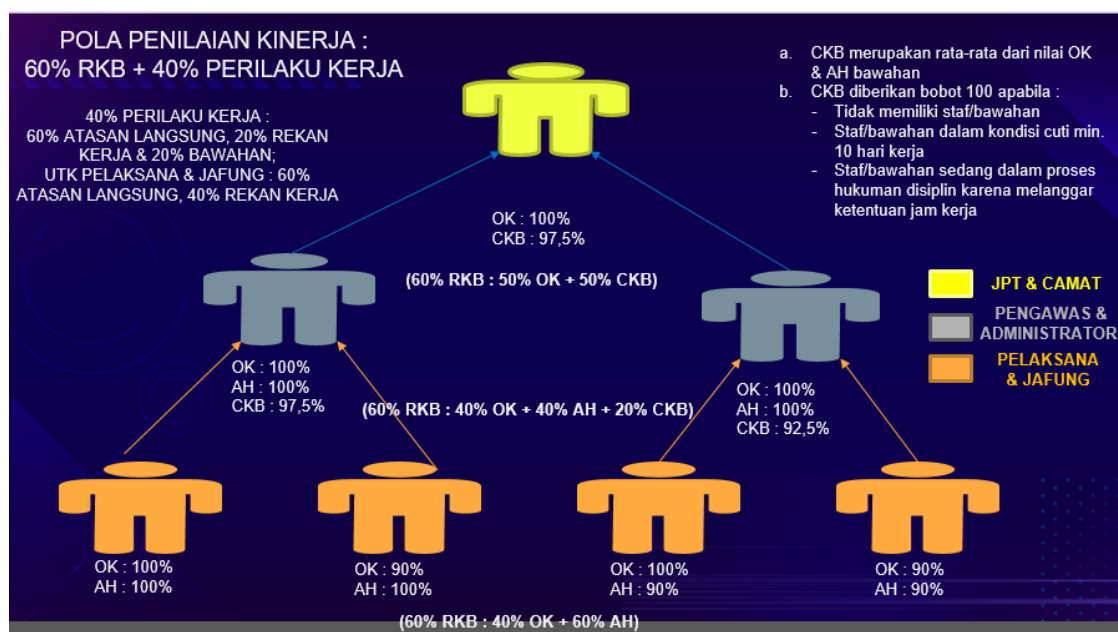 POLA PENILAIAN KINERJA :
60% RKB + 40% PERILAKU KERJA
40% PERILAKU KERJA :
60% ATASAN LANGSUNG, 20% REKAN
KERJA & 20% BAWAHAN;
UTK PELAKSANA & JAFUNG : 60%
ATASAN LANGSUNG, 40% REKAN KERJA
a. CKB merupakan rata-rata dari nilai OK
& AH bawahan
b. CKB diberikan bobot 100 apabila :
- Tidak memiliki staf/bawahan
- Staf/bawahan dalam kondisi cuti min.
10 hari kerja
- Staf/bawahan sedang dalam proses
hukuman disiplin karena melanggar
ketentuan jam kerja
OK : 100%
CKB : 97,5%
(60% RKB : 50% OK + 50% CKB)
JPT & CAMAT
PENGAWAS &
ADMINISTRATOR
PELAKSANA
& JAFUNG
OK : 100%
AH : 100%
CKB : 97,5%
(60% RKB : 40% OK + 40% AH + 20% CKB)
OK : 100%
AH : 100%
CKB : 92,5%
OK : 100%
AH : 100%
OK : 90%
AH : 100%
OK : 100%
AH : 90%
OK : 90%
AH : 90%
(60% RKB : 40% OK + 60% AH)